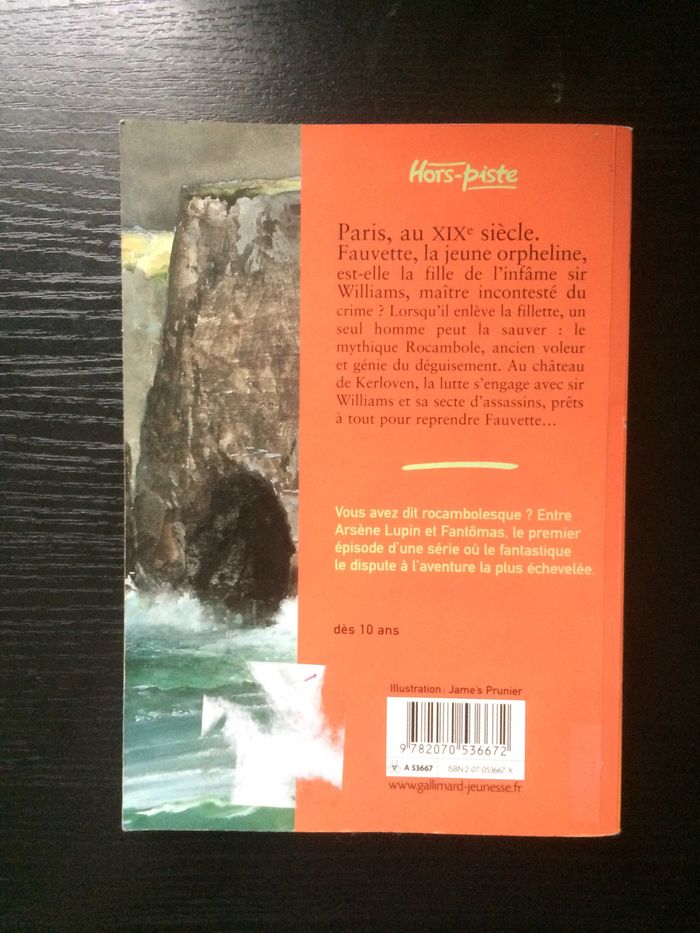 Hors-piste
Paris, au XIXe siècle.
Fauvette, la jeune orpheline,
est-elle la fille de l'infâme sir
Williams, maître incontesté du
crime ? Lorsqu'il enlève la fillette, un
seul homme peut la sauver : le
mythique Rocambole, ancien voleur
et génie du déguisement. Au château
de Kerloven, la lutte s'engage avec sir
Williams et sa secte d'assassins, prêts
à tout pour reprendre Fauvette...
Vous avez dit rocambolesque ? Entre
Arsène Lupin et Fantômas, le premier
épisode d'une série où le fantastique
le dispute à l'aventure la plus échevelée.
dès 10 ans
Illustration : Jame's Prunier
9 782070 536672
A 53667 ISBN 2-07-053667-X
www.gallimard-jeunesse.fr